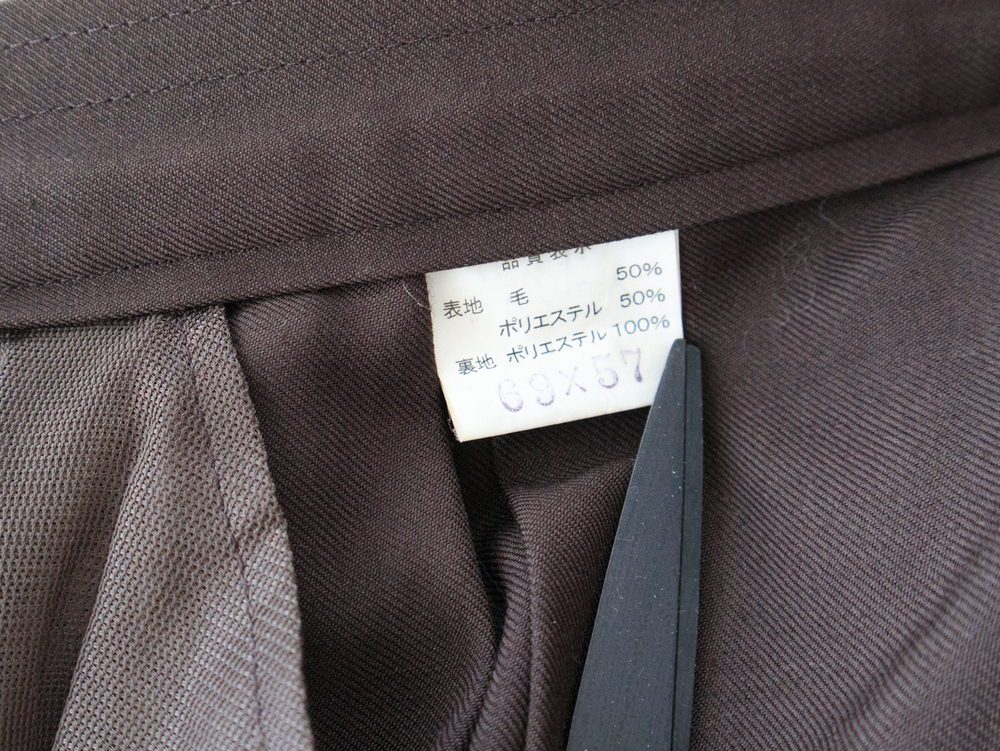 品質表示
表地 毛 50%
ポリエステル 50%
裏地 ポリエステル 100%
69X57